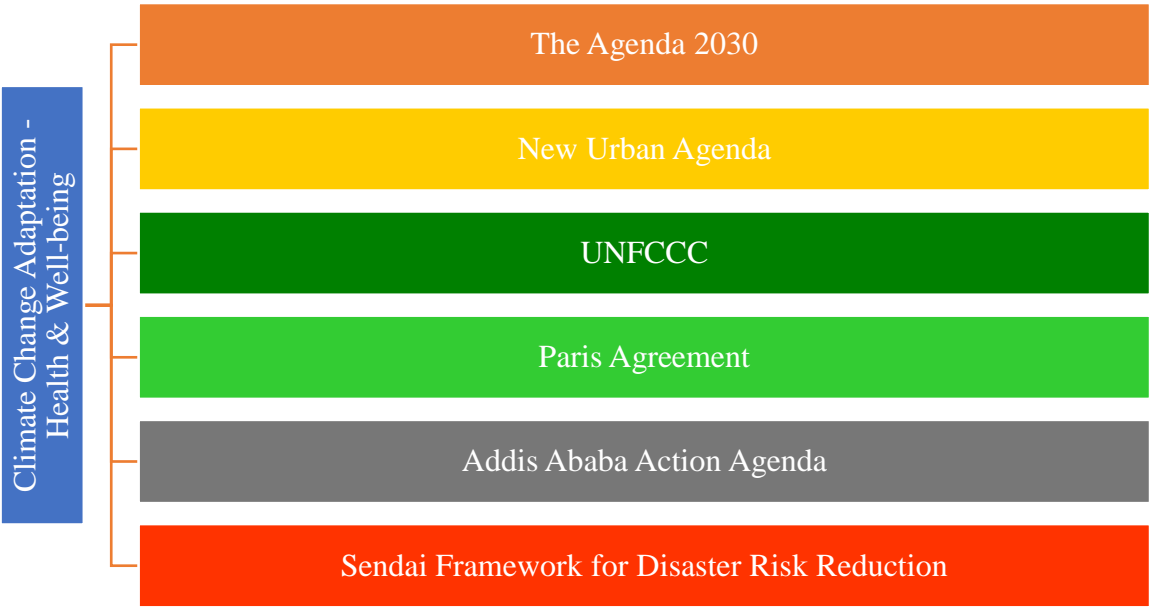 Climate Change Adaptation -
Health & Well-being
The Agenda 2030
New Urban Agenda
UNFCCC
Paris Agreement
Addis Ababa Action Agenda
Sendai Framework for Disaster Risk Reduction